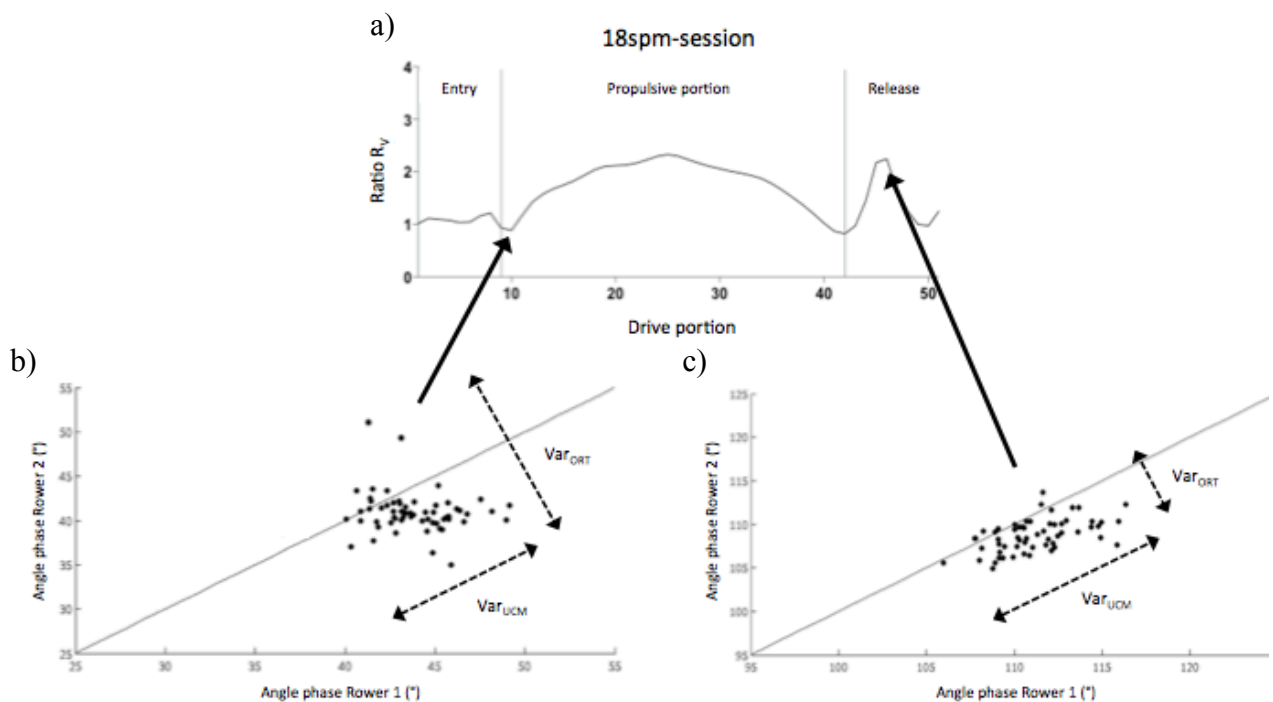 a)
18spm-session
4
3
2
1
0
Ratio R_V
Entry
Propulsive portion
Release
10
20
30
40
50
Drive portion
b)
55
50
45
40
35
30
25
Angle phase Rower 2 (°)
Var_ORT
Var_UCM
25
30
35
40
45
50
55
Angle phase Rower 1 (°)
c)
125
120
115
110
105
100
95
Angle phase Rower 2 (°)
Var_ORT
Var_UCM
95
100
105
110
115
120
Angle phase Rower 1 (°)